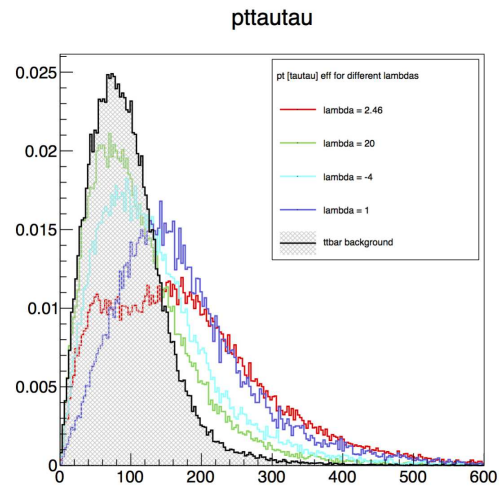 pttautau
pt [tautau] eff for different lambdas
lambda = 2.46
lambda = 20
lambda = -4
lambda = 1
ttbar background
0.025
0.02
0.015
0.01
0.005
0
0 100 200 300 400 500 600